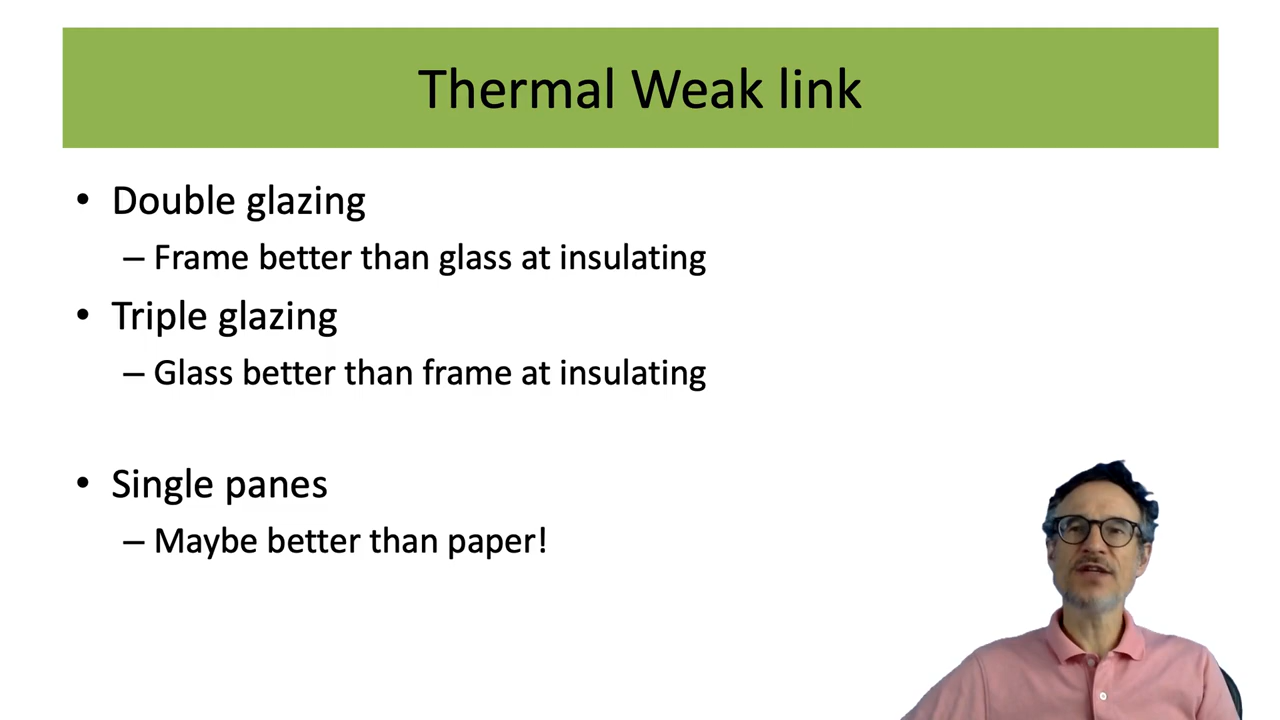 Thermal Weak link
• Double glazing
– Frame better than glass at insulating
• Triple glazing
– Glass better than frame at insulating
• Single panes
– Maybe better than paper!